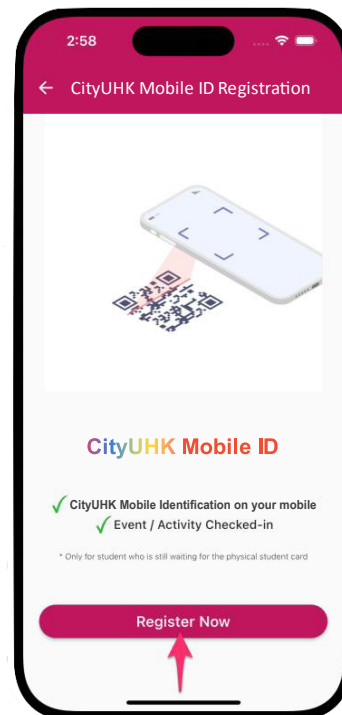 2:58
CityUHK Mobile ID Registration
CityUHK Mobile ID
CityUHK Mobile Identification on your mobile
Event / Activity Checked-in
* Only for student who is still waiting for the physical student card
Register Now